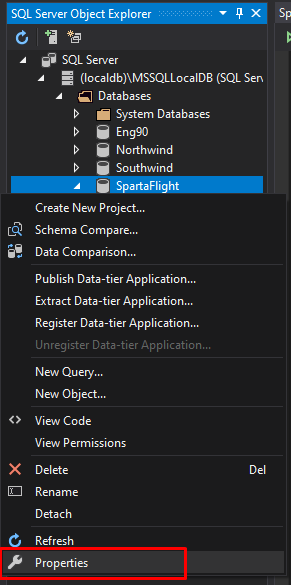 SQL Server Object Explorer
SQL Server
(localdb)\MSSQLLocalDB (SQL Serv
Databases
System Databases
Eng90
Northwind
Southwind
SpartaFlight
Create New Project...
Schema Compare...
Data Comparison...
Publish Data-tier Application...
Extract Data-tier Application...
Register Data-tier Application...
Unregister Data-tier Application...
New Query...
New Object...
View Code
View Permissions
Delete Del
Rename
Detach
Refresh
Properties